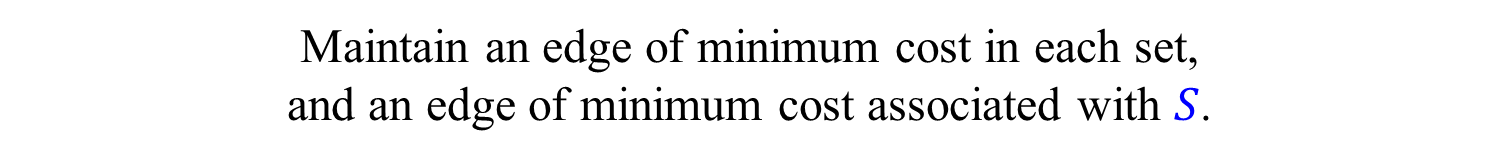 Maintain an edge of minimum cost in each set,
and an edge of minimum cost associated with S.